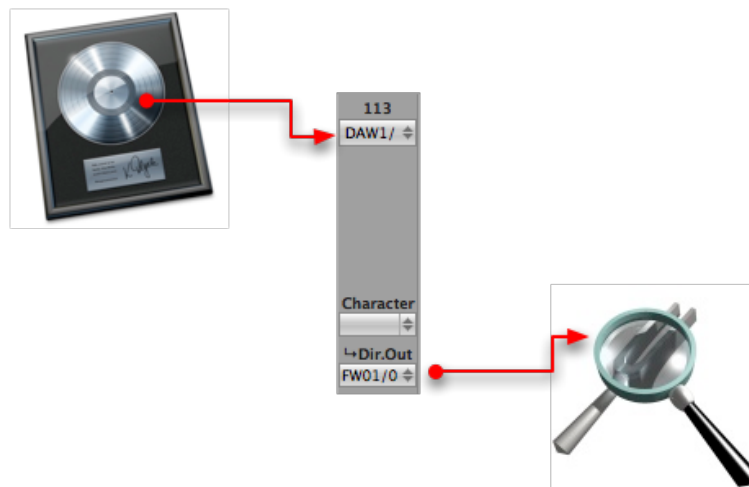 113
DAW1/
Character
↳Dir.Out
FW01/0